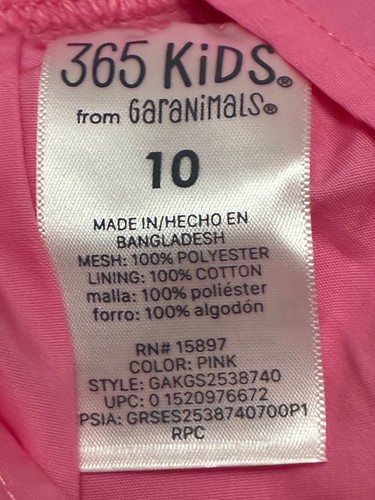 365 KiDS®
from GaraNiMaLS®
10
MADE IN/HECHO EN
BANGLADESH
MESH: 100% POLYESTER
LINING: 100% COTTON
malla: 100% poliéster
forro: 100% algodón
RN# 15897
COLOR: PINK
STYLE: GAKGS2538740
UPC: 0 1520976672
PSIA: GRSES2538740700P1
RPC